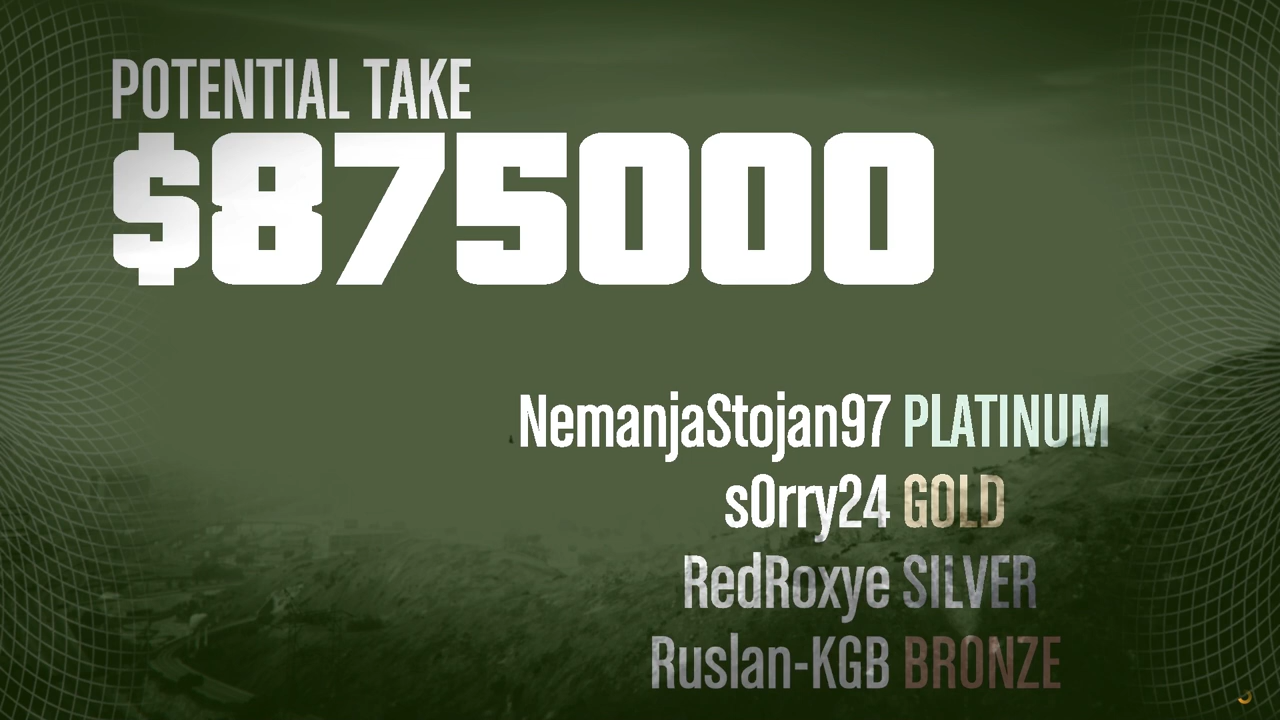 POTENTIAL TAKE
$875000
NemanjaStojan97 PLATINUM
s0rry24 GOLD
RedRoxye SILVER
Ruslan-KGB BRONZE